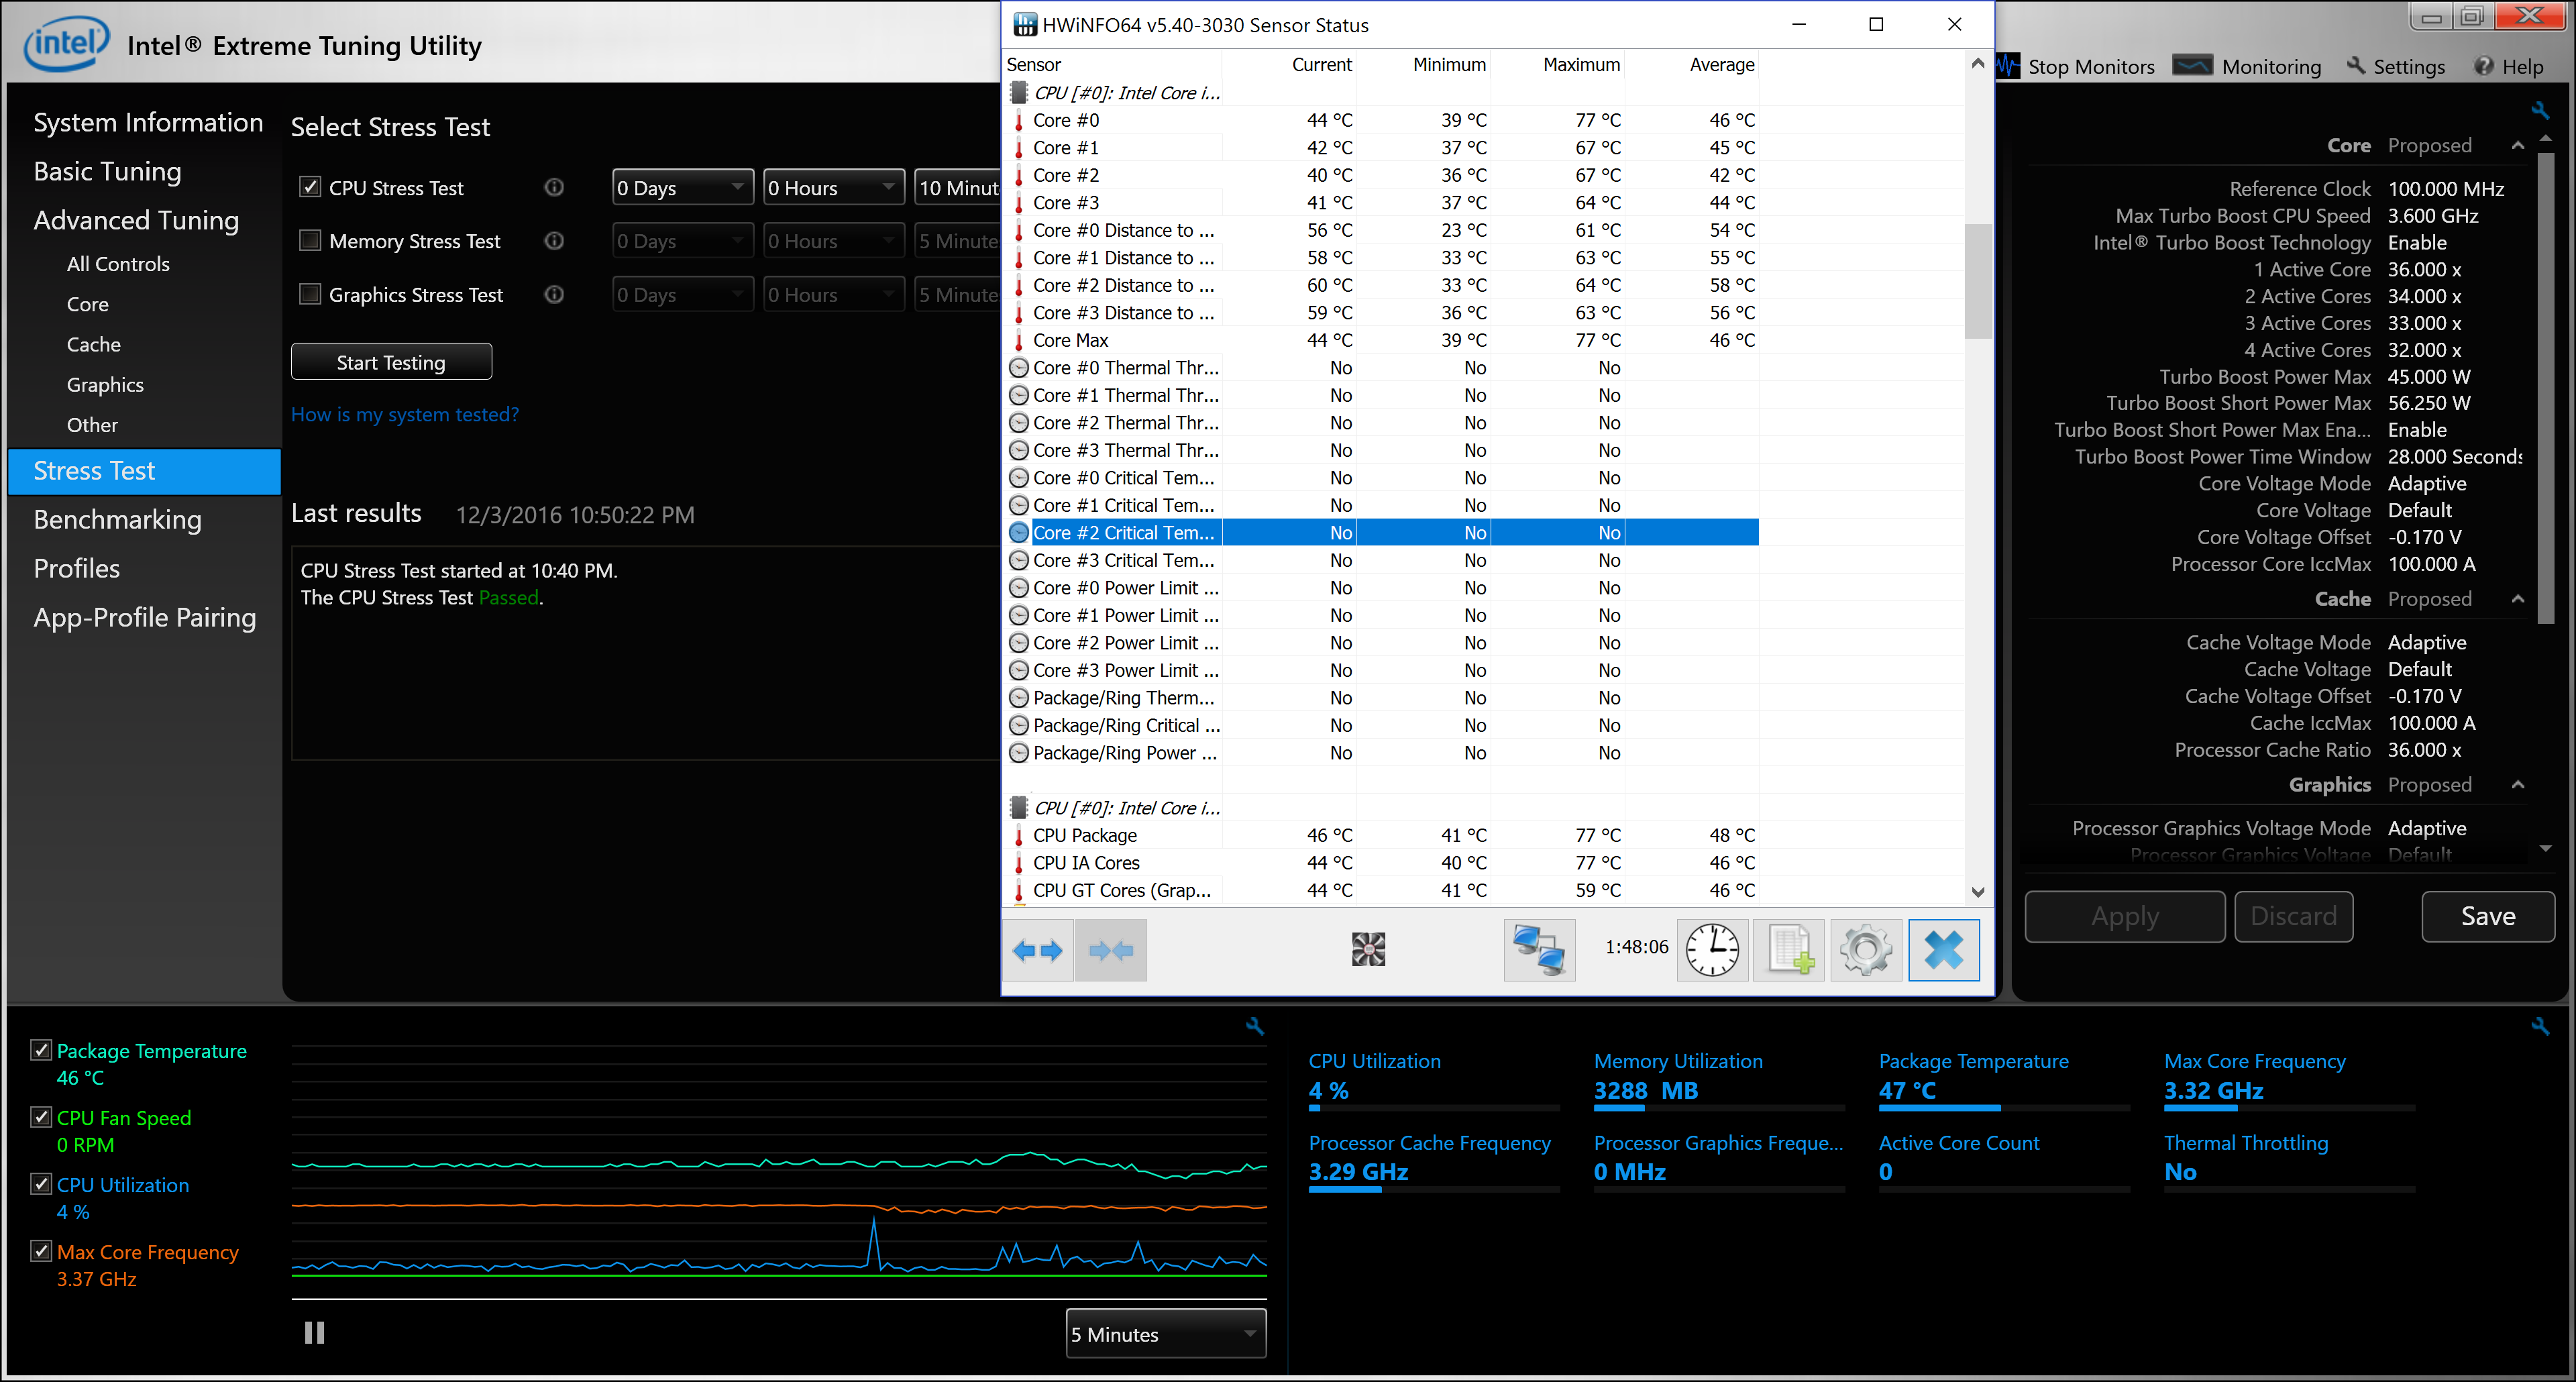 intel
Intel® Extreme Tuning Utility
Stop Monitors
Monitoring
Settings
Help
System Information
Basic Tuning
Advanced Tuning
All Controls
Core
Cache
Graphics
Other
Stress Test
Benchmarking
Profiles
App-Profile Pairing
Select Stress Test
CPU Stress Test 0 Days 0 Hours 10 Minut
Memory Stress Test 0 Days 0 Hours 5 Minute
Graphics Stress Test 0 Days 0 Hours 5 Minute
Start Testing
How is my system tested?
Last results 12/3/2016 10:50:22 PM
CPU Stress Test started at 10:40 PM.
The CPU Stress Test Passed.
HWiNFO64 v5.40-3030 Sensor Status
Sensor Current Minimum Maximum Average
CPU [#0]: Intel Core i...
Core #0 44 °C 39 °C 77 °C 46 °C
Core #1 42 °C 37 °C 67 °C 45 °C
Core #2 40 °C 36 °C 67 °C 42 °C
Core #3 41 °C 37 °C 64 °C 44 °C
Core #0 Distance to ... 56 °C 23 °C 61 °C 54 °C
Core #1 Distance to ... 58 °C 33 °C 63 °C 55 °C
Core #2 Distance to ... 60 °C 33 °C 64 °C 58 °C
Core #3 Distance to ... 59 °C 36 °C 63 °C 56 °C
Core Max 44 °C 39 °C 77 °C 46 °C
Core #0 Thermal Thr... No No No
Core #1 Thermal Thr... No No No
Core #2 Thermal Thr... No No No
Core #3 Thermal Thr... No No No
Core #0 Critical Tem... No No No
Core #1 Critical Tem... No No No
Core #2 Critical Tem... No No No
Core #3 Critical Tem... No No No
Core #0 Power Limit ... No No No
Core #1 Power Limit ... No No No
Core #2 Power Limit ... No No No
Core #3 Power Limit ... No No No
Package/Ring Therm... No No No
Package/Ring Critical ... No No No
Package/Ring Power ... No No No
CPU [#0]: Intel Core i...
CPU Package 46 °C 41 °C 77 °C 48 °C
CPU IA Cores 44 °C 40 °C 77 °C 46 °C
CPU GT Cores (Grap... 44 °C 41 °C 59 °C 46 °C
1:48:06
Core Proposed
Reference Clock 100.000 MHz
Max Turbo Boost CPU Speed 3.600 GHz
Intel® Turbo Boost Technology Enable
1 Active Core 36.000 x
2 Active Cores 34.000 x
3 Active Cores 33.000 x
4 Active Cores 32.000 x
Turbo Boost Power Max 45.000 W
Turbo Boost Short Power Max 56.250 W
Turbo Boost Short Power Max Ena... Enable
Turbo Boost Power Time Window 28.000 Seconds
Core Voltage Mode Adaptive
Core Voltage Default
Core Voltage Offset -0.170 V
Processor Core IccMax 100.000 A
Cache Proposed
Cache Voltage Mode Adaptive
Cache Voltage Default
Cache Voltage Offset -0.170 V
Cache IccMax 100.000 A
Processor Cache Ratio 36.000 x
Graphics Proposed
Processor Graphics Voltage Mode Adaptive
Processor Graphics Voltage Default
Apply Discard Save
Package Temperature
46 °C
CPU Fan Speed
0 RPM
CPU Utilization
4 %
Max Core Frequency
3.37 GHz
5 Minutes
CPU Utilization Memory Utilization Package Temperature Max Core Frequency
4 % 3288 MB 47 °C 3.32 GHz
Processor Cache Frequency Processor Graphics Freque... Active Core Count Thermal Throttling
3.29 GHz 0 MHz 0 No